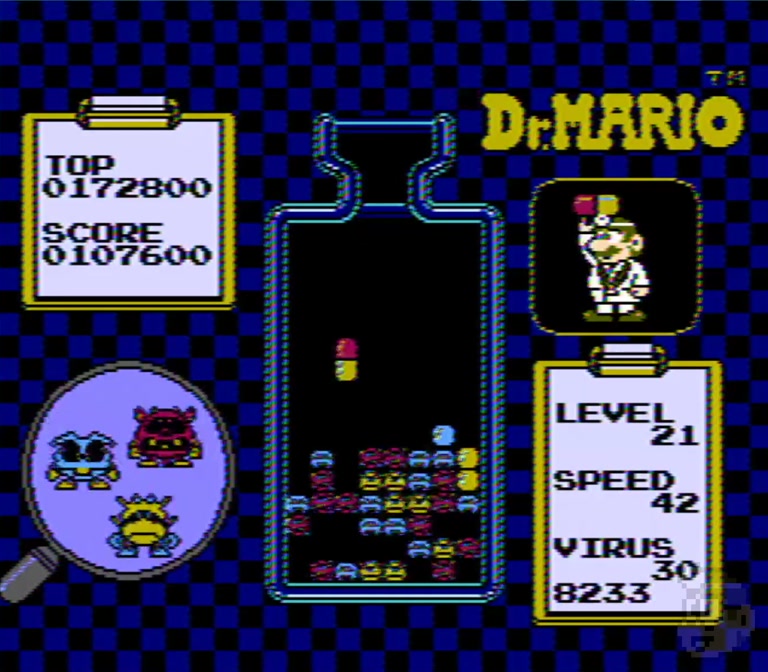 TM
Dr. MARIO
TOP
0172800
SCORE
0107600
LEVEL
21
SPEED
42
VIRUS
30
8233